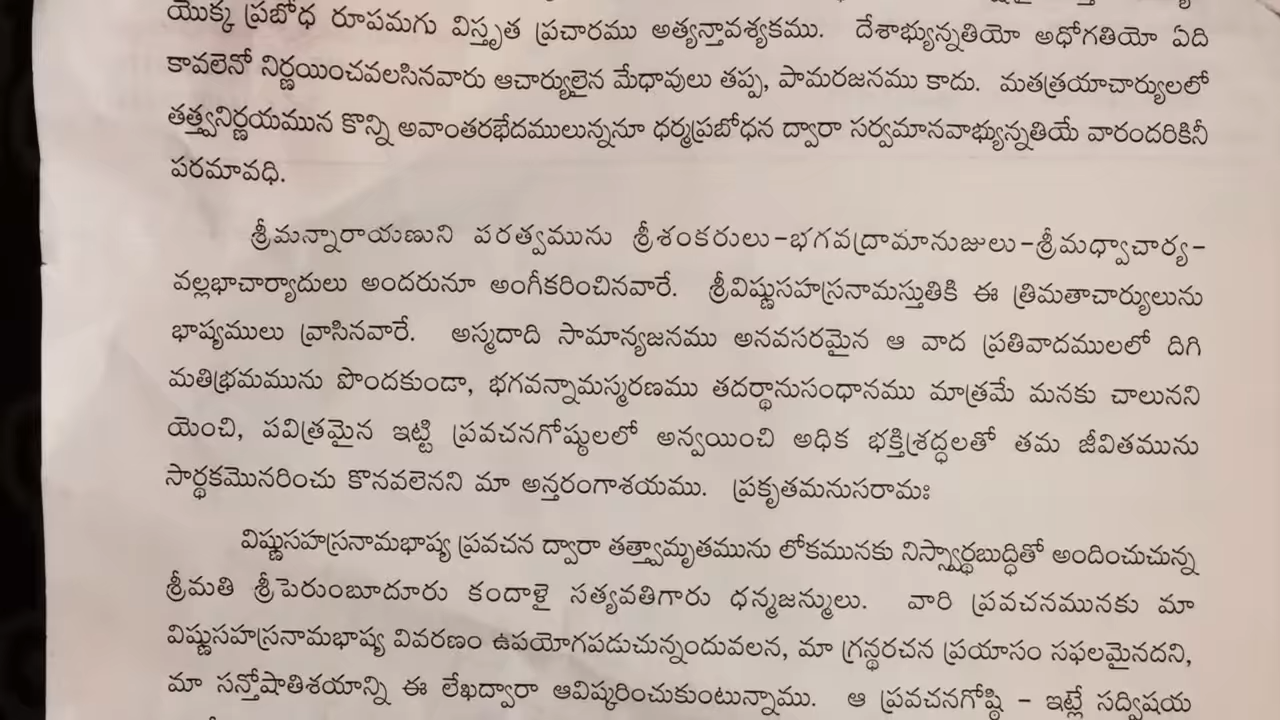 యొక్క ప్రబోధ రూపమగు విస్తృత ప్రచారము అత్యన్తావశ్యకము. దేశాభ్యున్నతియో అధోగతియో ఏది
కావలెనో నిర్ణయించవలసినవారు ఆచార్యులైన మేధావులు తప్ప, పామరజనము కాదు. మతత్రయాచార్యులలో
తత్త్వనిర్ణయమున కొన్ని అవాంతరభేదములున్ననూ ధర్మప్రబోధన ద్వారా సర్వమానవాభ్యున్నతియే వారందరికినీ
పరమావధి.
శ్రీమన్నారాయణుని పరత్వమును శ్రీశంకరులు-భగవద్రామానుజులు-శ్రీమధ్వాచార్య-
వల్లభాచార్యాదులు అందరునూ అంగీకరించినవారే. శ్రీవిష్ణుసహస్రనామస్తుతికి ఈ త్రిమతాచార్యులును
భాష్యములు వ్రాసినవారే. అస్మదాది సామాన్యజనము అనవసరమైన ఆ వాద ప్రతివాదములలో దిగి
మతిభ్రమమును పొందకుండా, భగవన్నామస్మరణము తదర్థానుసంధానము మాత్రమే మనకు చాలునని
యెంచి, పవిత్రమైన ఇట్టి ప్రవచనగోష్ఠులలో అన్వయించి అధిక భక్తిశ్రద్ధలతో తమ జీవితమును
సార్థకమొనరించు కొనవలెనని మా అన్తరంగాశయము. ప్రకృతమనుసరామః
విష్ణుసహస్రనామభాష్య ప్రవచన ద్వారా తత్త్వామృతమును లోకమునకు నిస్స్వార్థబుద్ధితో అందించుచున్న
శ్రీమతి శ్రీపెరుంబూదూరు కందాళై సత్యవతిగారు ధన్మజన్ములు. వారి ప్రవచనమునకు మా
విష్ణుసహస్రనామభాష్య వివరణం ఉపయోగపడుచున్నందువలన, మా గ్రన్థరచన ప్రయాసం సఫలమైనదని,
మా సన్తోషాతిశయాన్ని ఈ లేఖద్వారా ఆవిష్కరించుకుంటున్నాము. ఆ ప్రవచనగోష్ఠి - ఇట్లే సద్విషయ